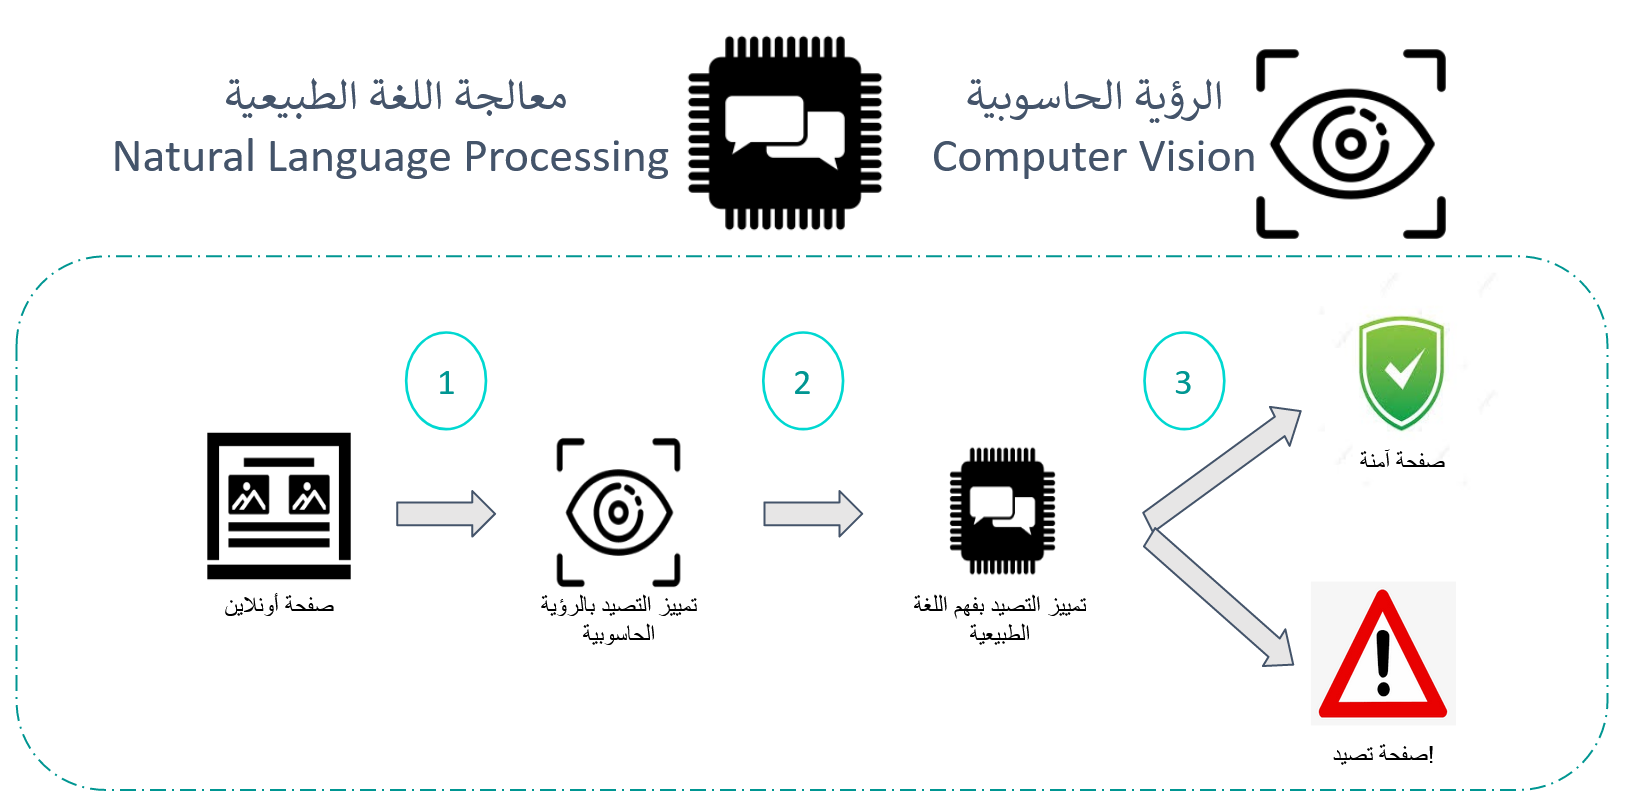 الرؤية الحاسوبية
Computer Vision
معالجة اللغة الطبيعية
Natural Language Processing
1
2
3
صفحة أونلاين
تمييز التصيد بالرؤية
الحاسوبية
تمييز التصيد بفهم اللغة
الطبيعية
صفحة آمنة
صفحة تصيد!